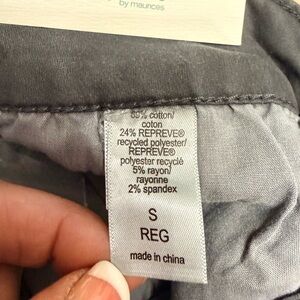 by maurices
69% cotton/
coton
24% REPREVE®
recycled polyester/
REPREVE®
polyester recyclé
5% rayon/
rayonne
2% spandex
S
REG
made in china